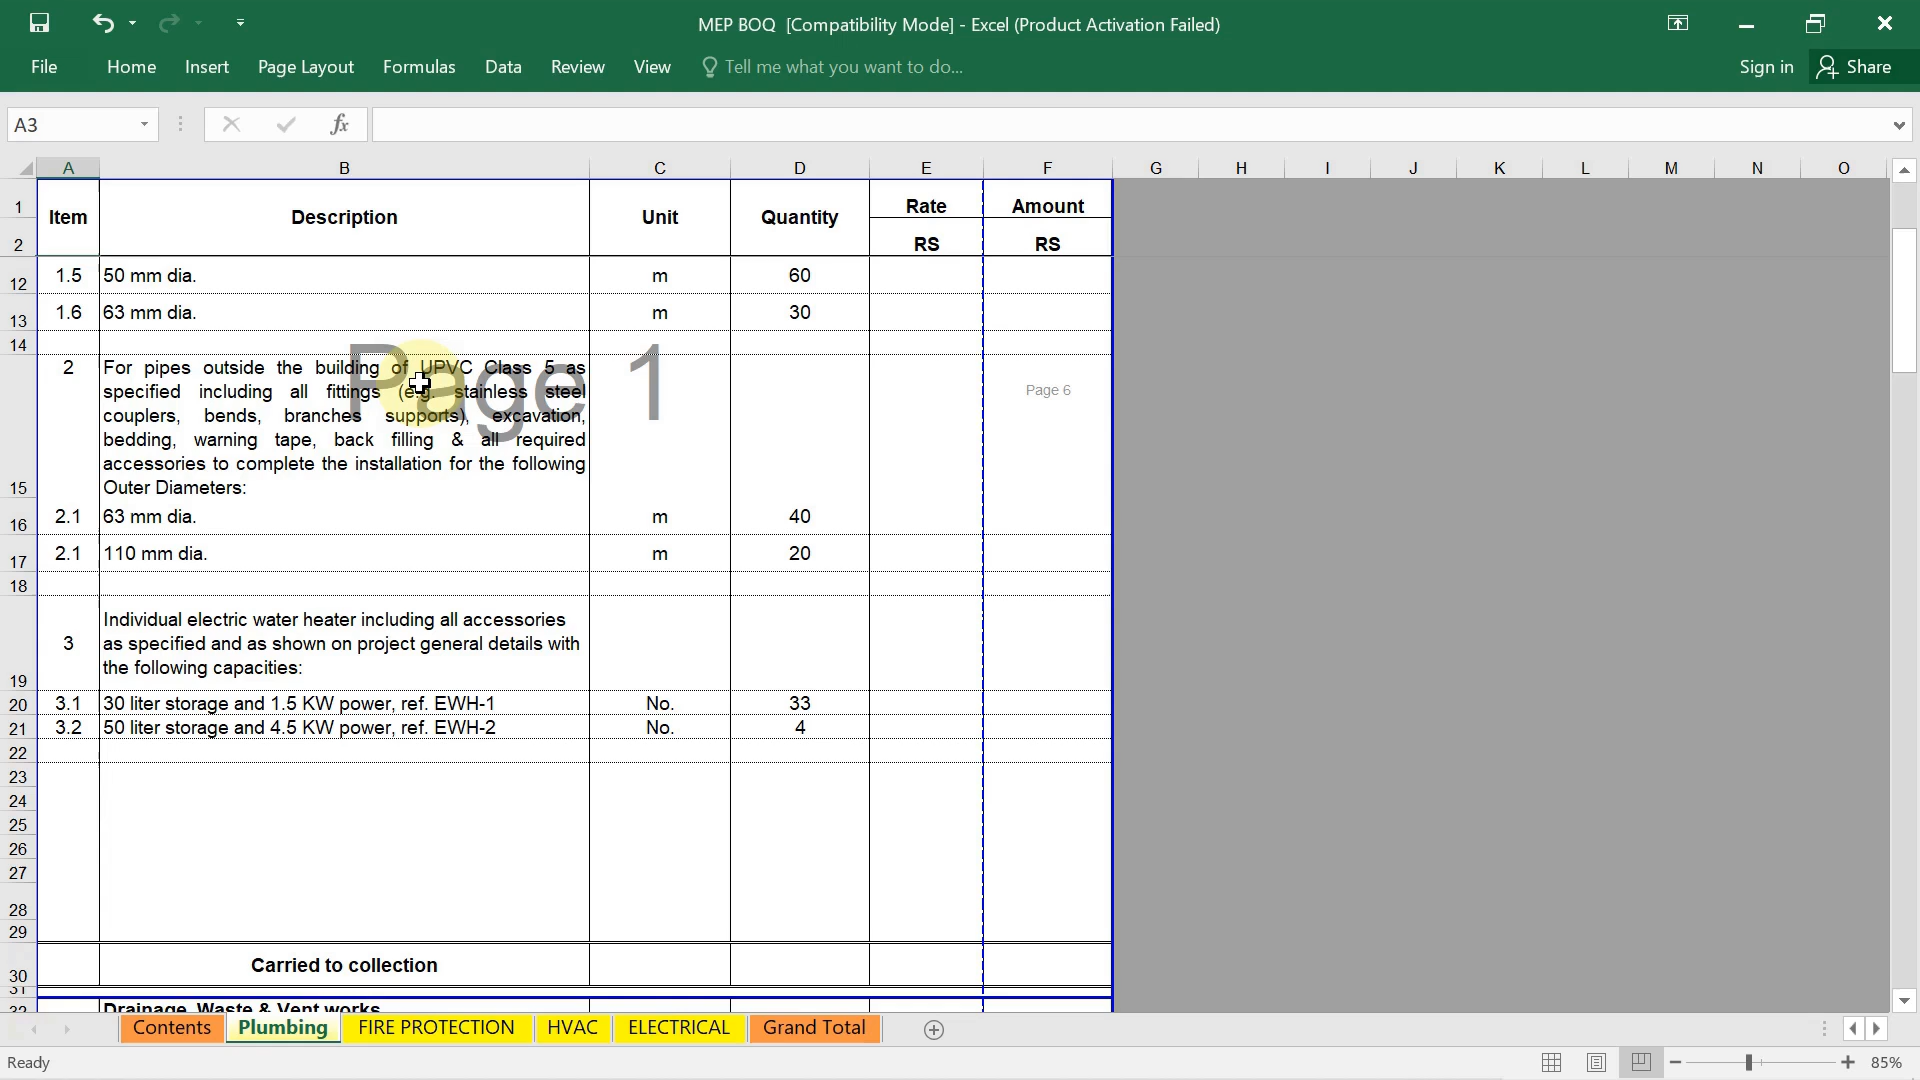 MEP BOQ [Compatibility Mode] - Excel (Product Activation Failed)
File Home Insert Page Layout Formulas Data Review View Tell me what you want to do... Sign in Share
A3 fx
A B C D E F G H I J K L M N O
1 Item Description Unit Quantity Rate Amount
2 RS RS
12 1.5 50 mm dia. m 60
13 1.6 63 mm dia. m 30
14
2 For pipes outside the building of UPVC Class 5 as
specified including all fittings (e.g. stainless steel
couplers, bends, branches supports), excavation,
bedding, warning tape, back filling & all required
accessories to complete the installation for the following
15 Outer Diameters:
Page 1
Page 6
16 2.1 63 mm dia. m 40
17 2.1 110 mm dia. m 20
18
Individual electric water heater including all accessories
3 as specified and as shown on project general details with
the following capacities:
19
20 3.1 30 liter storage and 1.5 KW power, ref. EWH-1 No. 33
21 3.2 50 liter storage and 4.5 KW power, ref. EWH-2 No. 4
22
23
24
25
26
27
28
29
30 Carried to collection
31
32 Drainage, Waste & Vent works
Contents Plumbing FIRE PROTECTION HVAC ELECTRICAL Grand Total
Ready 85%